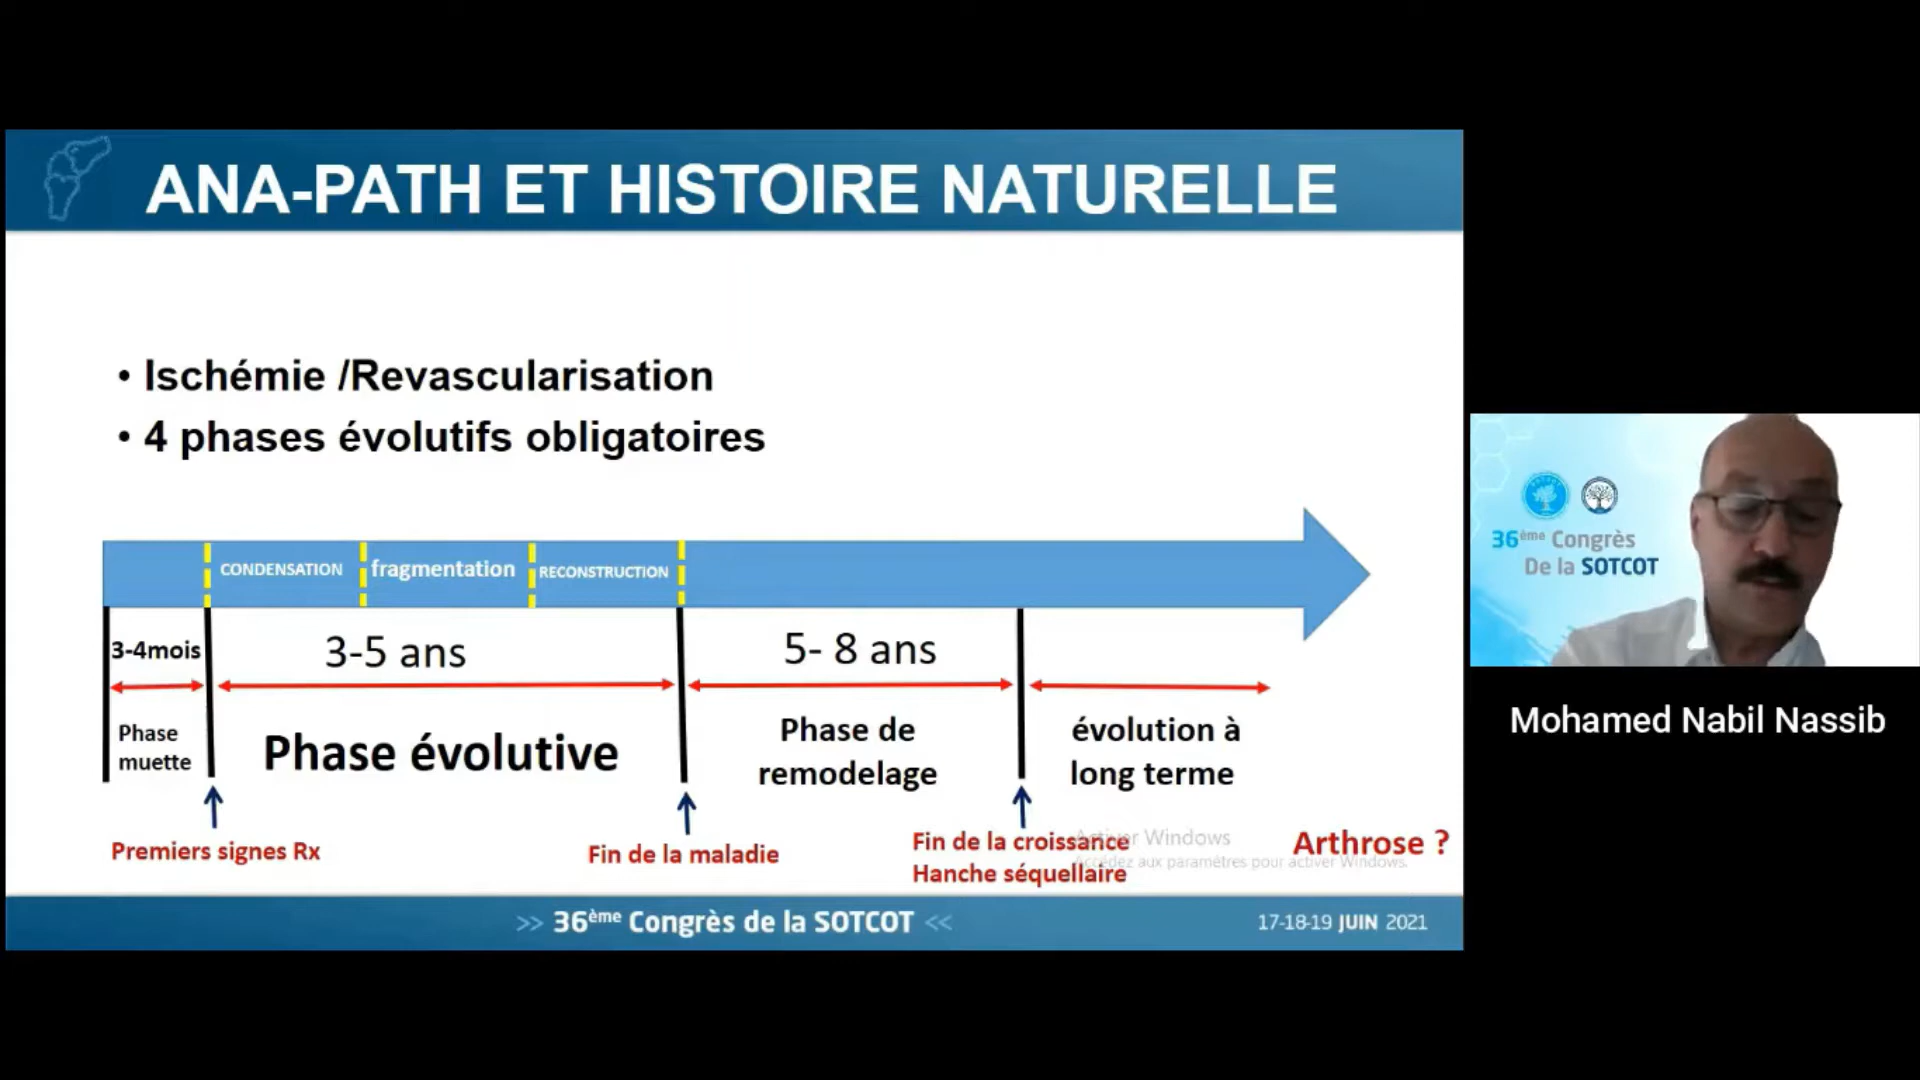 ANA-PATH ET HISTOIRE NATURELLE
• Ischémie /Revascularisation
• 4 phases évolutifs obligatoires
CONDENSATION
fragmentation
RECONSTRUCTION
3-4mois
3-5 ans
5- 8 ans
Phase
muette
Phase évolutive
Phase de
remodelage
évolution à
long terme
Premiers signes Rx
Fin de la maladie
Fin de la croissance
Hanche séquellaire
Arthrose ?
Activer Windows
Accédez aux paramètres pour activer Windows.
>> 36ème Congrès de la SOTCOT <<
17-18-19 JUIN 2021
36ème Congrès
De la SOTCOT
Mohamed Nabil Nassib